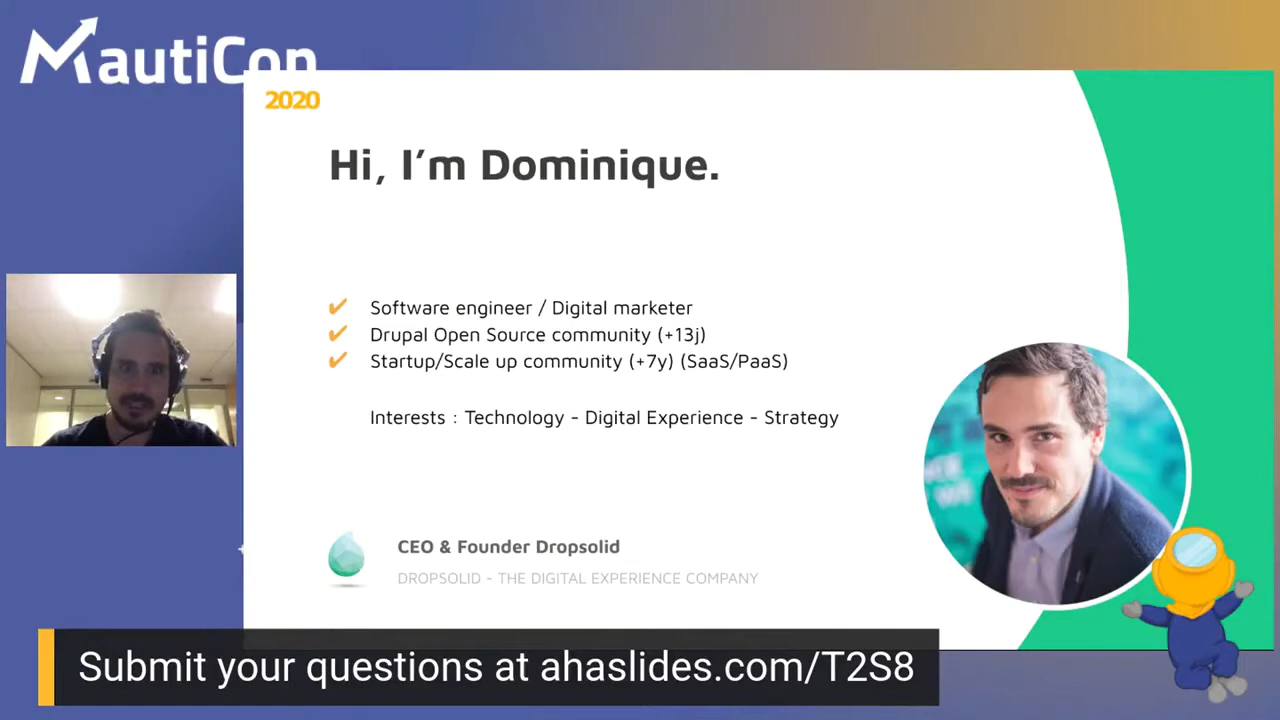 MautiCon
2020
Hi, I’m Dominique.
✔ Software engineer / Digital marketer
✔ Drupal Open Source community (+13j)
✔ Startup/Scale up community (+7y) (SaaS/PaaS)
Interests : Technology - Digital Experience - Strategy
CEO & Founder Dropsolid
DROPSOLID - THE DIGITAL EXPERIENCE COMPANY
Submit your questions at ahaslides.com/T2S8